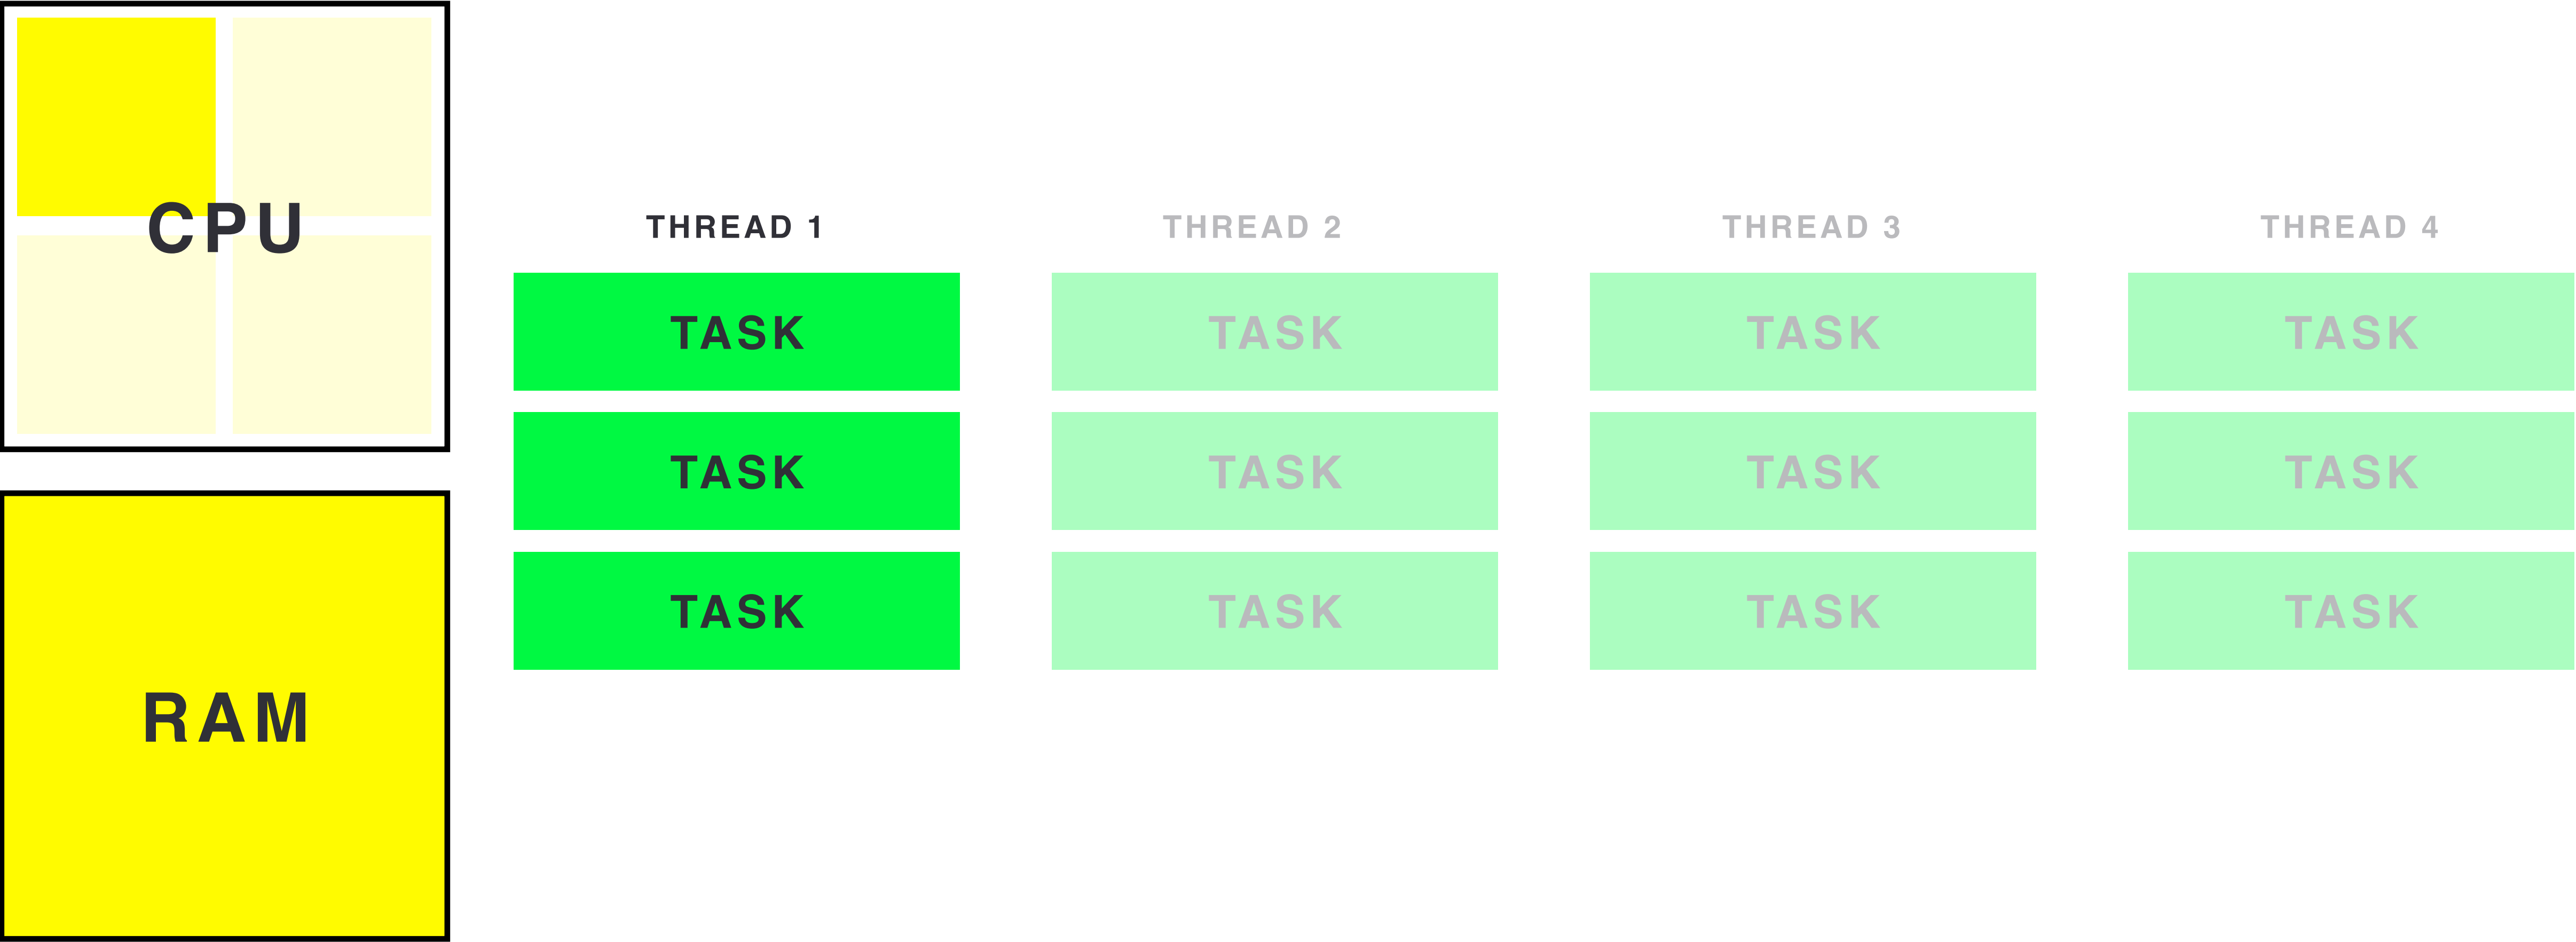 CPU
THREAD 1 THREAD 2 THREAD 3 THREAD 4
TASK TASK TASK TASK
TASK TASK TASK TASK
TASK TASK TASK TASK
RAM